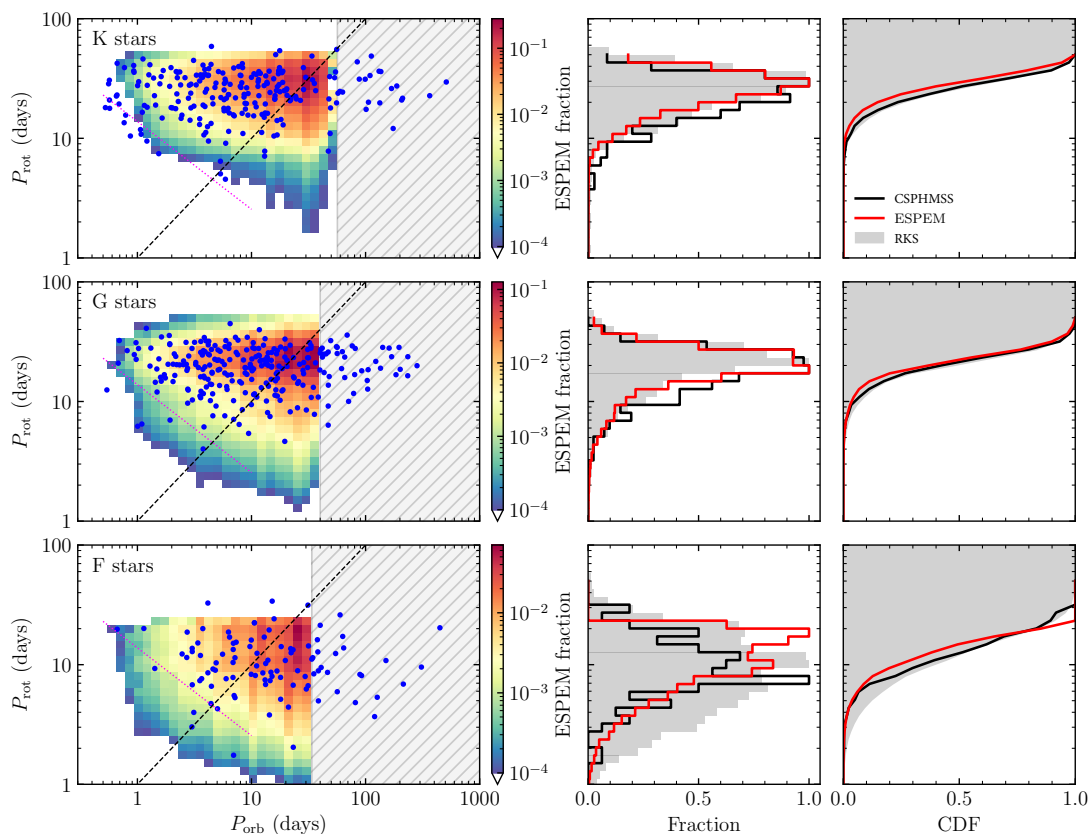 K stars
100
10
1
P_rot (days)
10^−1
10^−2
10^−3
10^−4
ESPEM fraction
CSPHMSS
ESPEM
RKS
G stars
100
10
1
P_rot (days)
10^−1
10^−2
10^−3
10^−4
ESPEM fraction
F stars
100
10
1
P_rot (days)
10^−2
10^−3
10^−4
ESPEM fraction
1 10 100 1000
P_orb (days)
0.0 0.5 1.0
Fraction
0.0 0.5 1.0
CDF